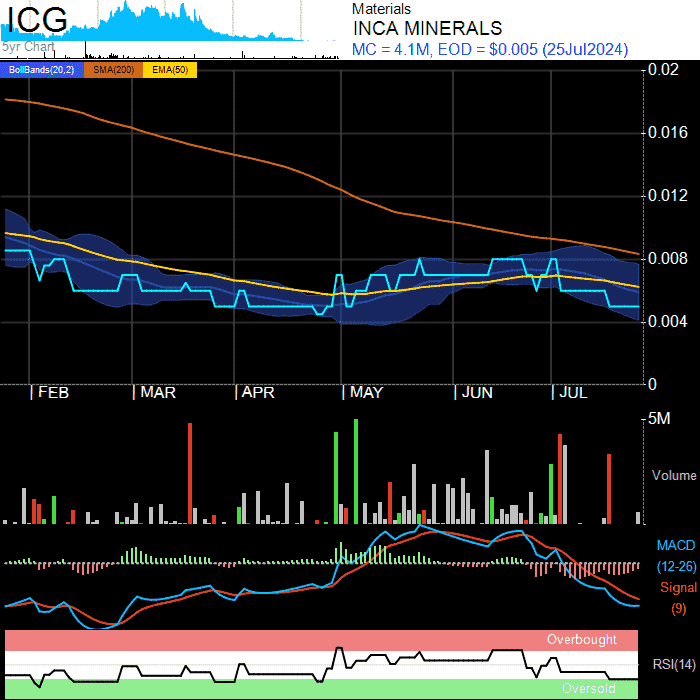 ICG
5yr Chart
Materials
INCA MINERALS
MC = 4.1M, EOD = $0.005 (25Jul2024)
BollBands(20,2) SMA(200) EMA(50)
0.02
0.016
0.012
0.008
0.004
0
| FEB | MAR | APR | MAY | JUN | JUL
5M
Volume
MACD
(12-26)
Signal
(9)
Overbought
RSI(14)
Oversold